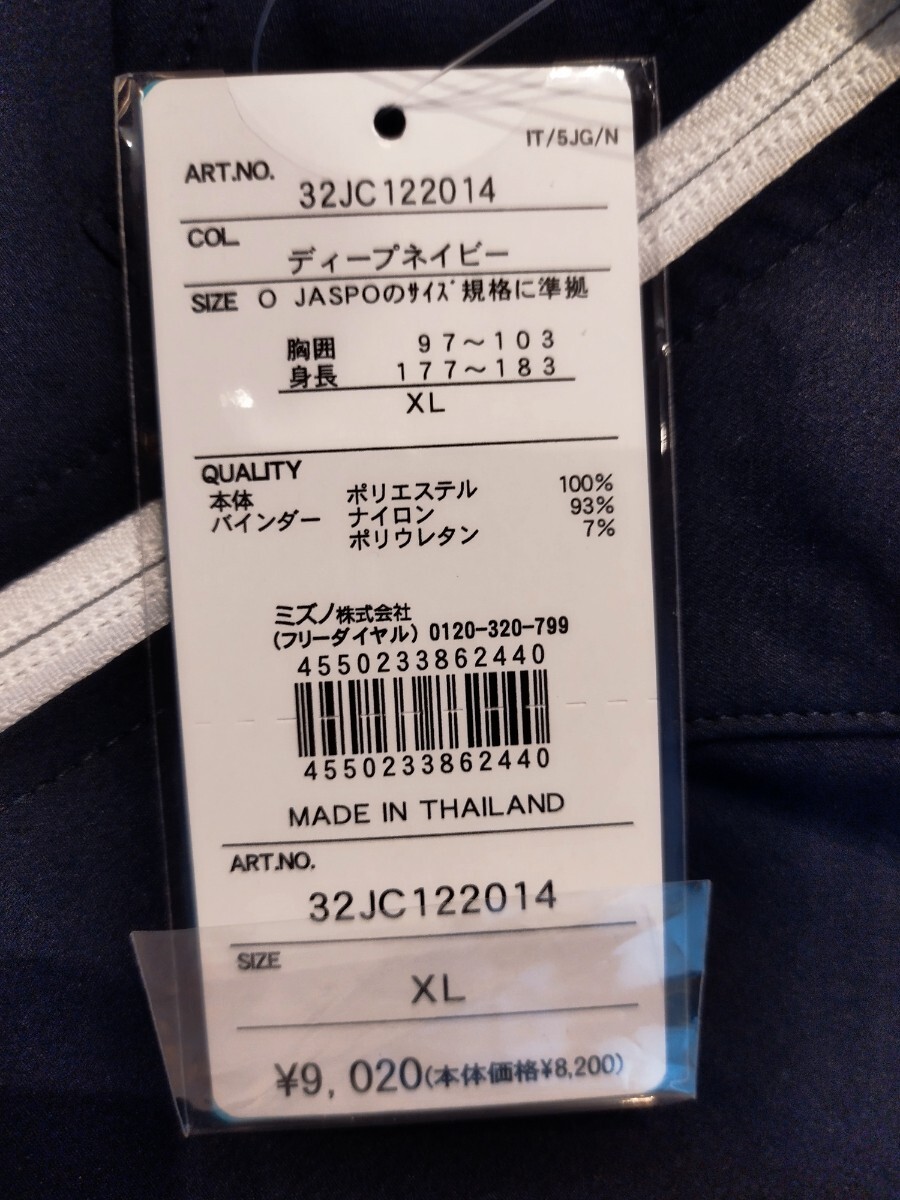 IT/5JG/N
ART.NO.
32JC122014
COL.
ディープネイビー
SIZE O JASPOのｻｲｽﾞ規格に準拠
胸囲 97～103
身長 177～183
XL
QUALITY
本体 ポリエステル 100%
バインダー ナイロン 93%
ポリウレタン 7%
ミズノ株式会社
(フリーダイヤル) 0120-320-799
4550233862440
4550233862440
MADE IN THAILAND
ART.NO.
32JC122014
SIZE
XL
¥9,020(本体価格¥8,200)